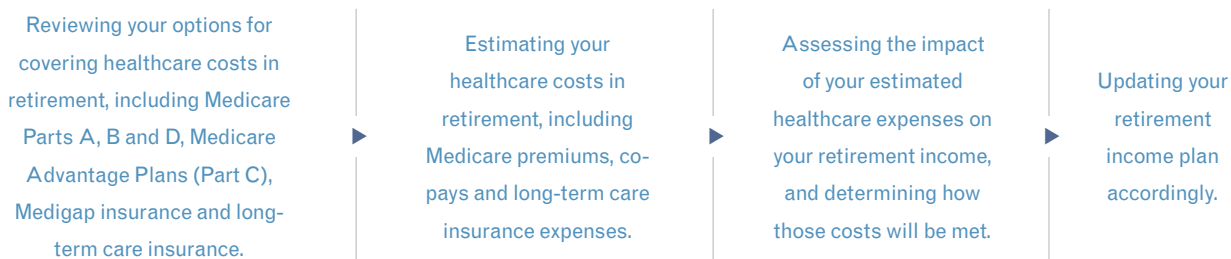 Reviewing your options for
covering healthcare costs in
retirement, including Medicare
Parts A, B and D, Medicare
Advantage Plans (Part C),
Medigap insurance and long-
term care insurance.
Estimating your
healthcare costs in
retirement, including
Medicare premiums, co-
pays and long-term care
insurance expenses.
Assessing the impact
of your estimated
healthcare expenses on
your retirement income,
and determining how
those costs will be met.
Updating your
retirement
income plan
accordingly.